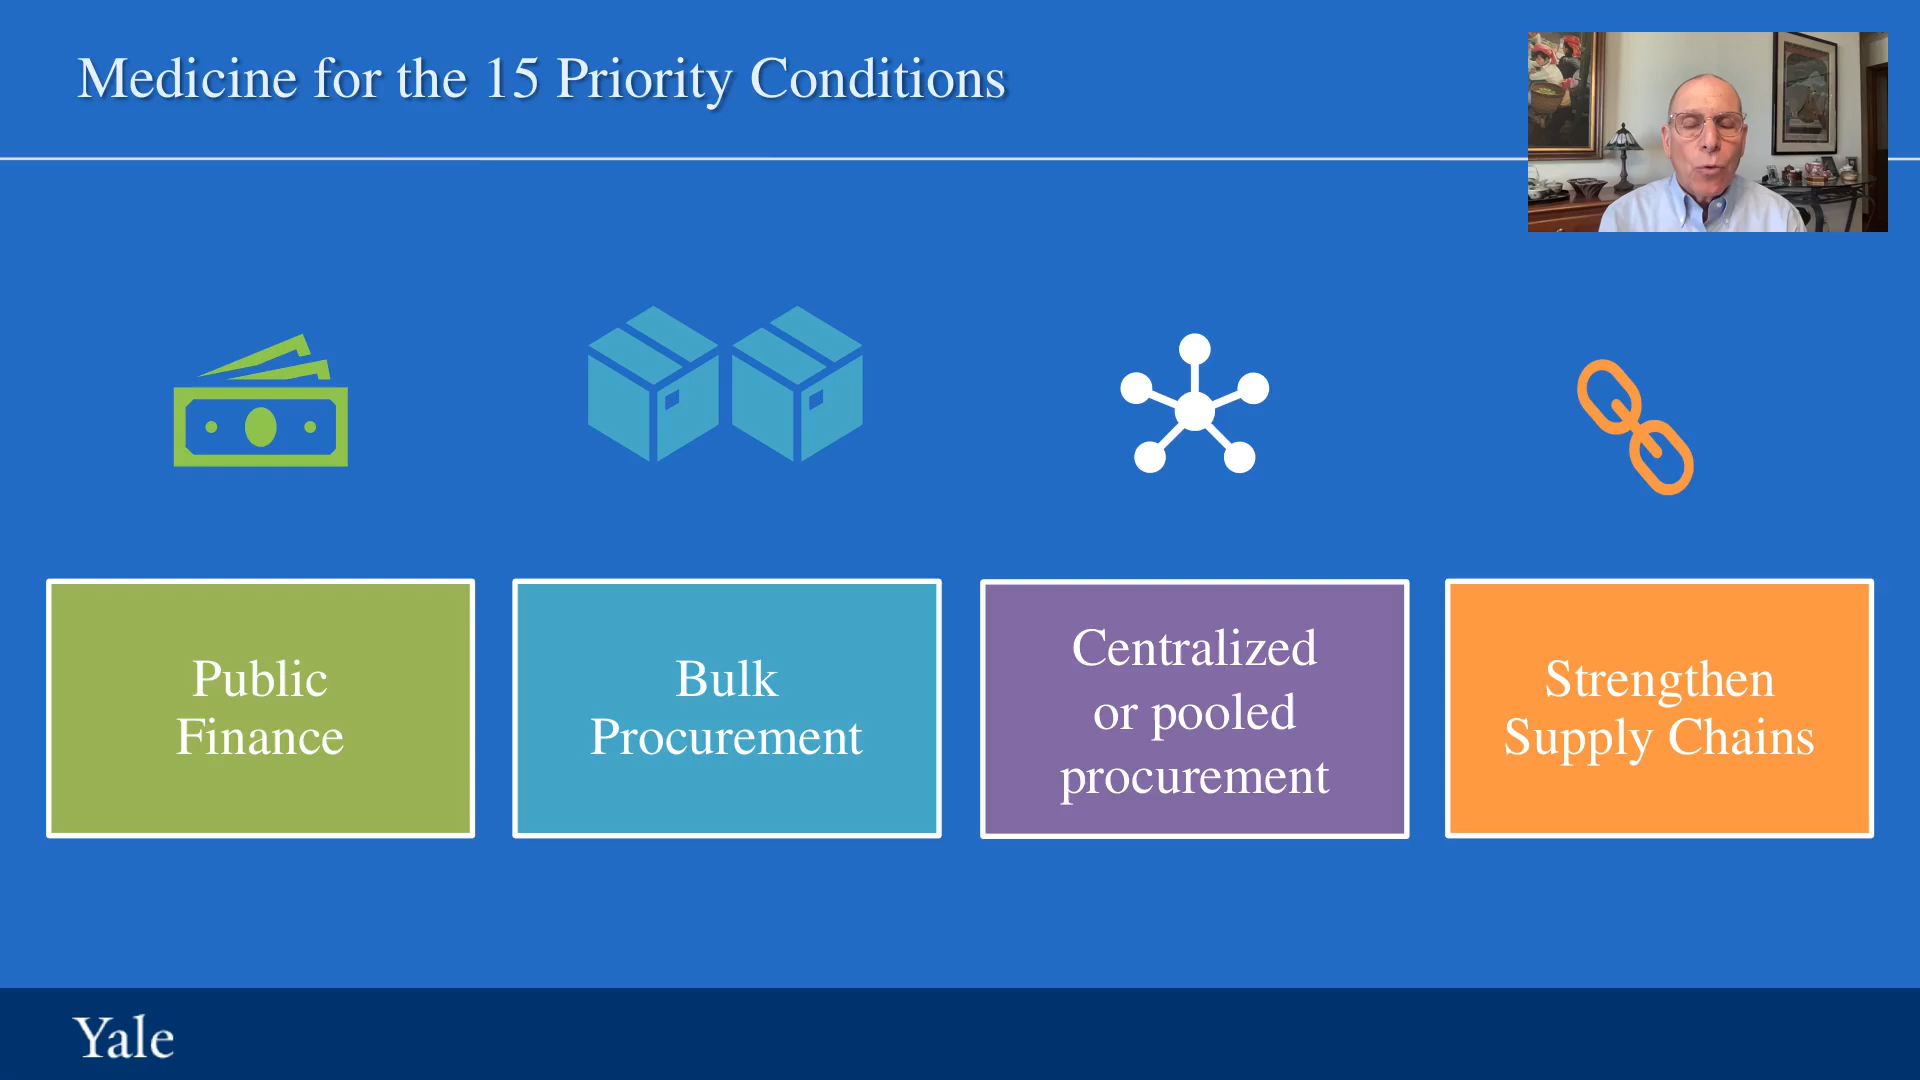 Medicine for the 15 Priority Conditions
Public
Finance
Bulk
Procurement
Centralized
or pooled
procurement
Strengthen
Supply Chains
Yale